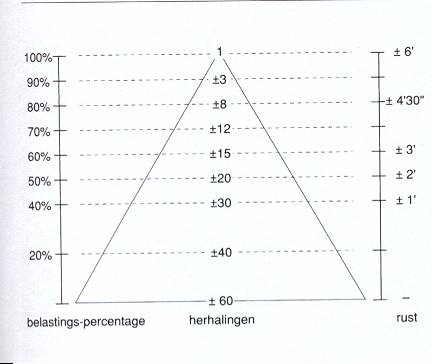 100% 1 ± 6'
90% ±3
80% ±8 ± 4'30"
70% ±12
60% ±15 ± 3'
50% ±20 ± 2'
40% ±30 ± 1'
20% ±40
± 60 –
belastings-percentage herhalingen rust